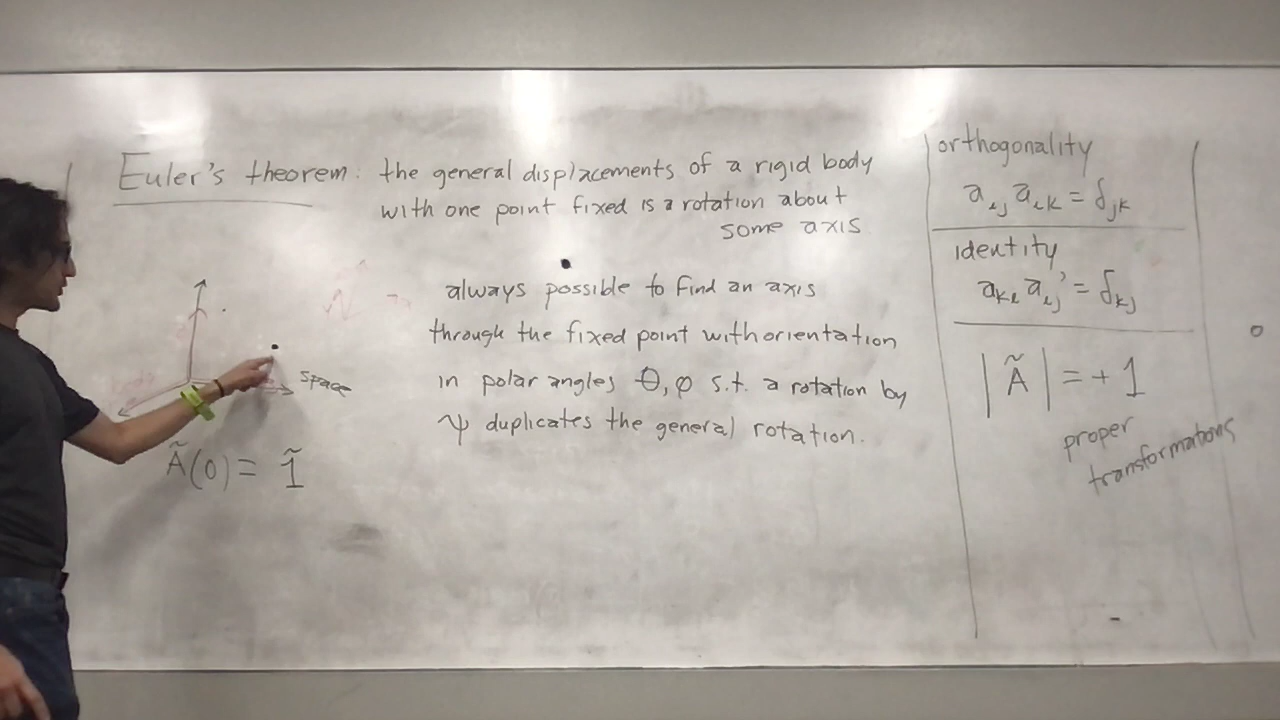 Euler's theorem: the general displacements of a rigid body
with one point fixed is a rotation about
some axis
always possible to find an axis
through the fixed point with orientation
in polar angles θ, φ s.t. a rotation by
ψ duplicates the general rotation.
space
Ã(0) = 1̃
orthogonality
a_ij a_ik = δ_jk
identity
a_ki a_ij' = δ_kj
|Ã| = + 1
proper
transformations